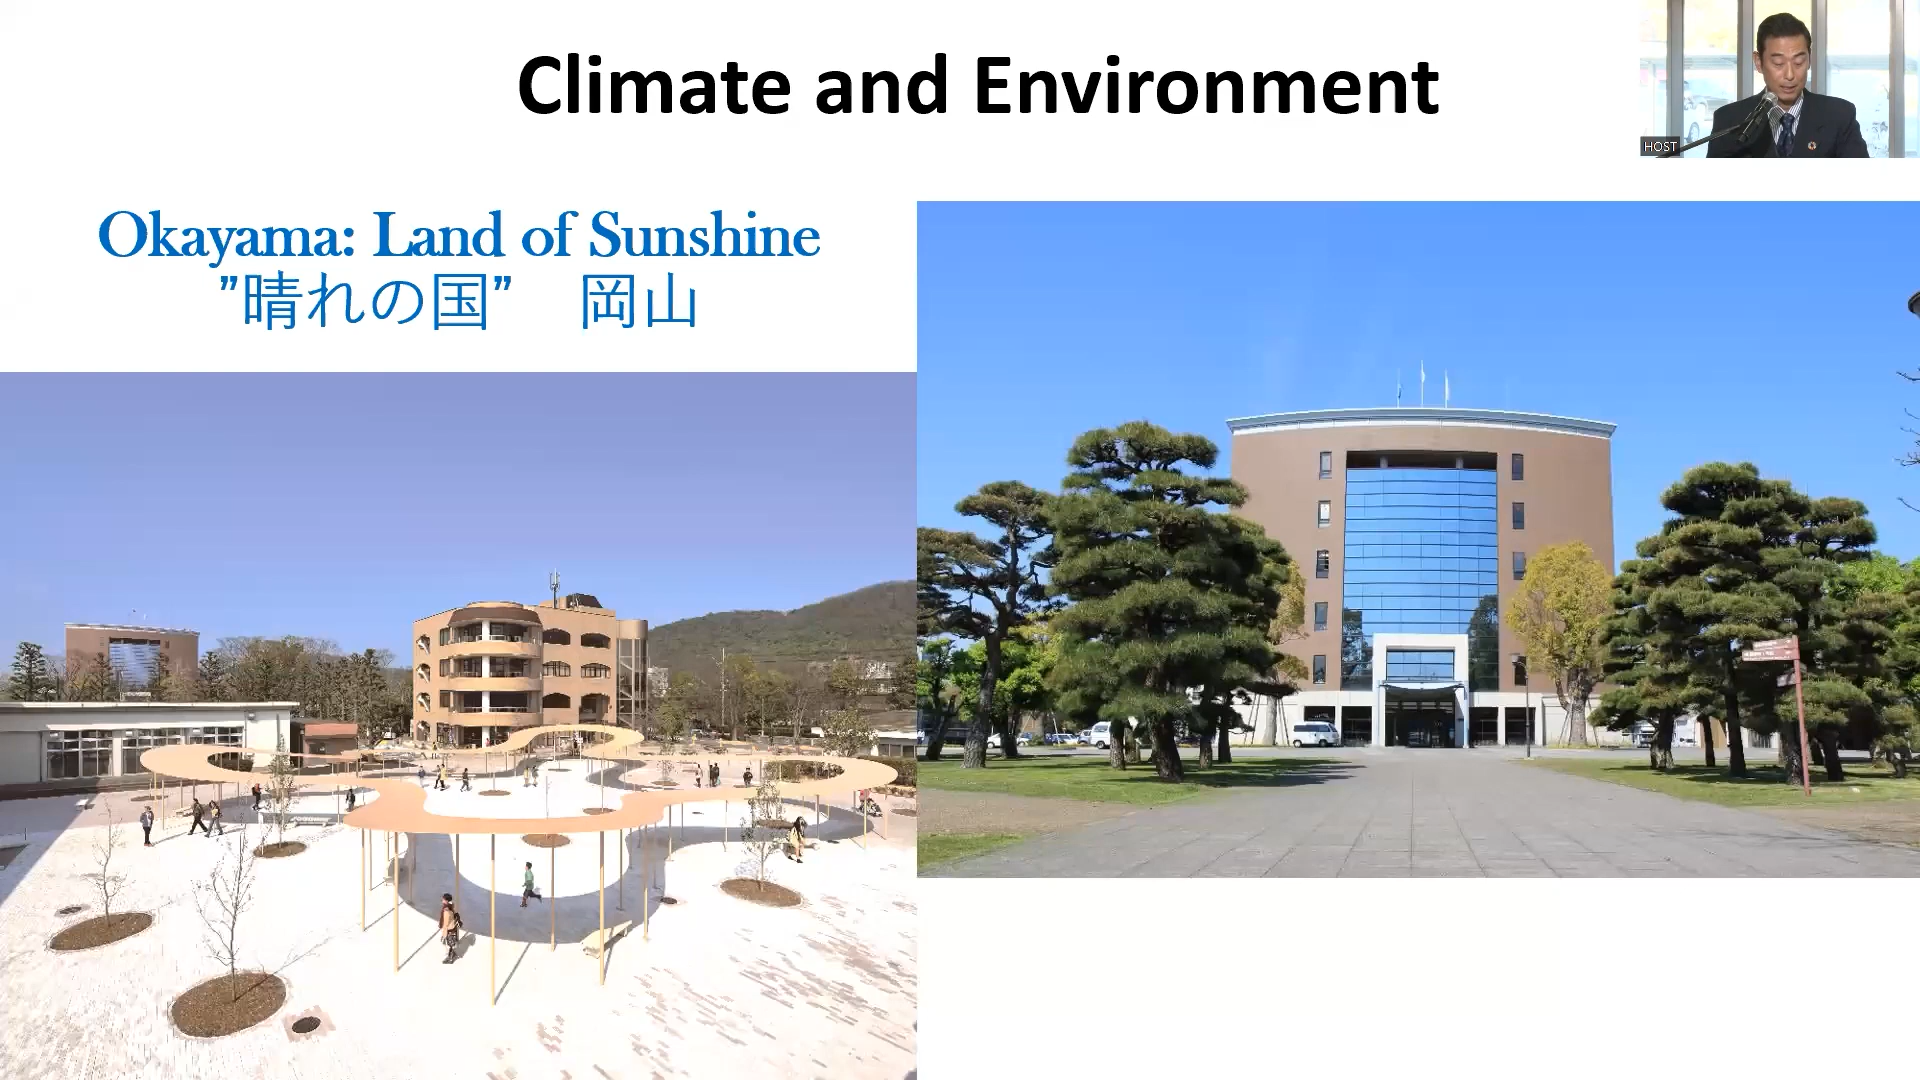 Climate and Environment
HOST
Okayama: Land of Sunshine
”晴れの国”　岡山